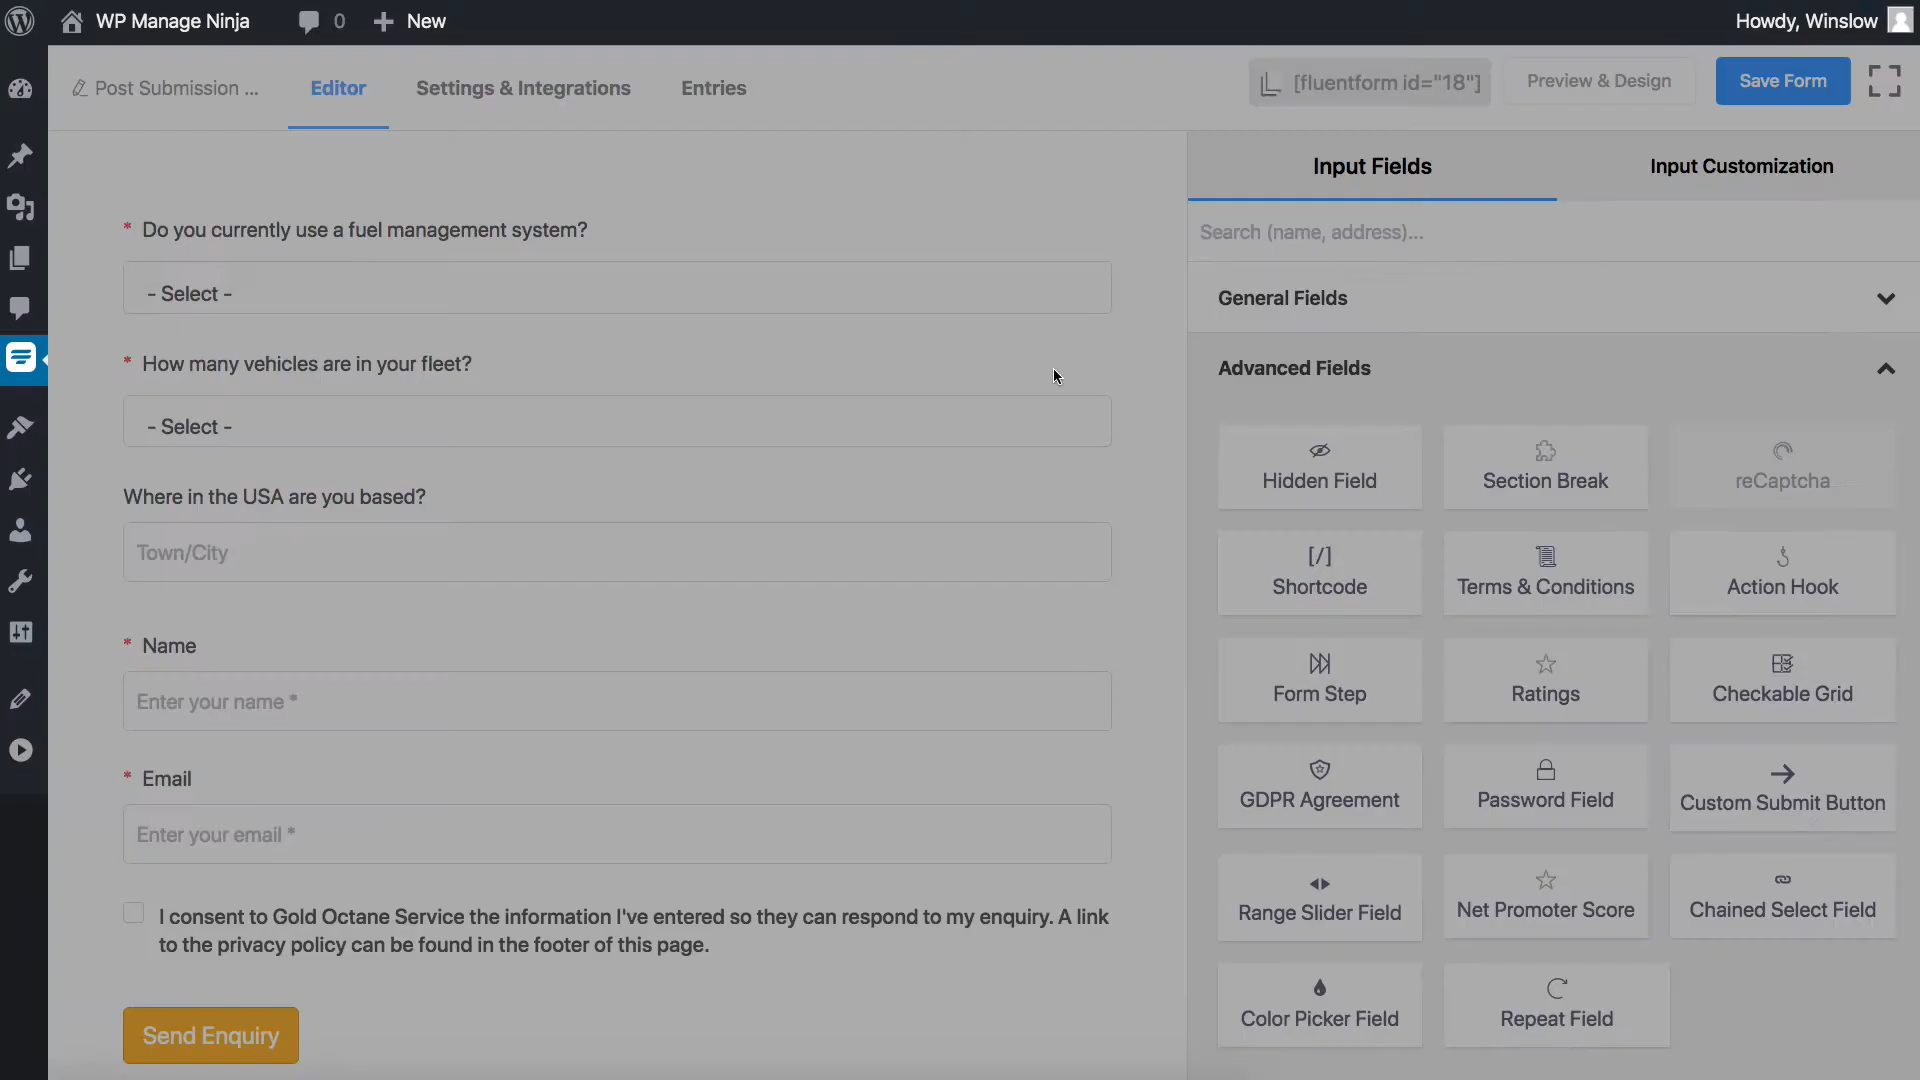 WP Manage Ninja
0
New
Howdy, Winslow
Post Submission ...
Editor
Settings & Integrations
Entries
[fluentform id="18"]
Preview & Design
Save Form
* Do you currently use a fuel management system?
- Select -
* How many vehicles are in your fleet?
- Select -
Where in the USA are you based?
Town/City
* Name
Enter your name *
* Email
Enter your email *
I consent to Gold Octane Service the information I've entered so they can respond to my enquiry. A link
to the privacy policy can be found in the footer of this page.
Send Enquiry
Input Fields
Input Customization
Search (name, address)...
General Fields
Advanced Fields
Hidden Field
Section Break
reCaptcha
[/]
Shortcode
Terms & Conditions
Action Hook
Form Step
Ratings
Checkable Grid
GDPR Agreement
Password Field
Custom Submit Button
Range Slider Field
Net Promoter Score
Chained Select Field
Color Picker Field
Repeat Field